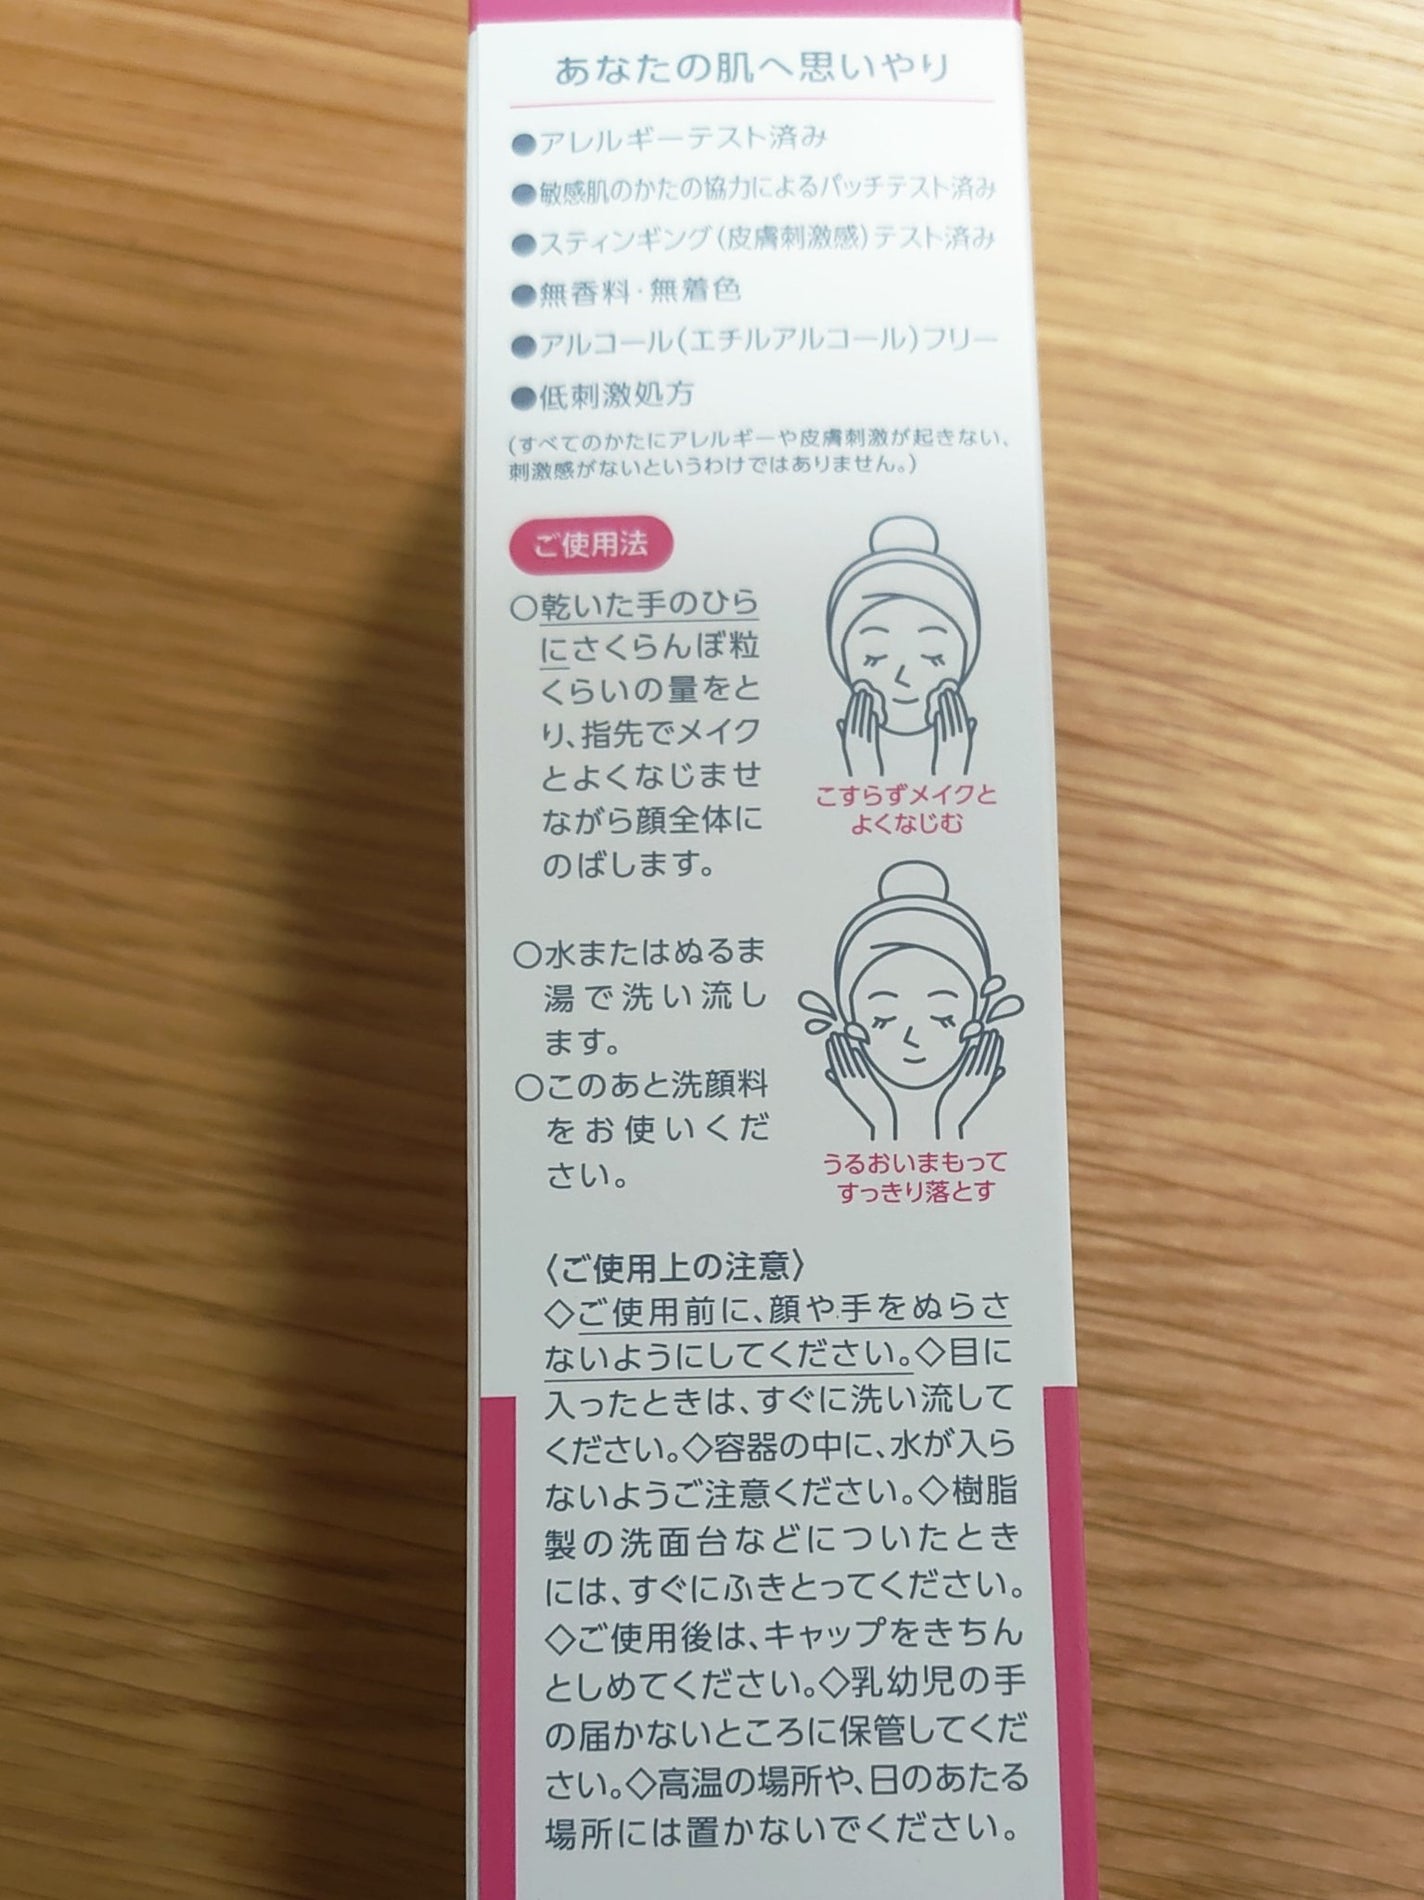 あなたの肌へ思いやり
●アレルギーテスト済み
●敏感肌のかたの協力によるパッチテスト済み
●スティンギング(皮膚刺激感)テスト済み
●無香料・無着色
●アルコール(エチルアルコール)フリー
●低刺激処方
(すべてのかたにアレルギーや皮膚刺激が起きない、
刺激感がないというわけではありません。)
ご使用法
○乾いた手のひら
にさくらんぼ粒
くらいの量をと
り、指先でメイク
とよくなじませ
ながら顔全体に
のばします。
こすらずメイクと
よくなじむ
○水またはぬるま
湯で洗い流し
ます。
○このあと洗顔料
をお使いくだ
さい。
うるおいまもって
すっきり落とす
〈ご使用上の注意〉
◇ご使用前に、顔や手をぬらさ
ないようにしてください。◇目に
入ったときは、すぐに洗い流して
ください。◇容器の中に、水が入ら
ないようご注意ください。◇樹脂
製の洗面台などについたとき
には、すぐにふきとってください。
◇ご使用後は、キャップをきちん
としめてください。◇乳幼児の手
の届かないところに保管してくだ
さい。◇高温の場所や、日のあたる
場所には置かないでください。